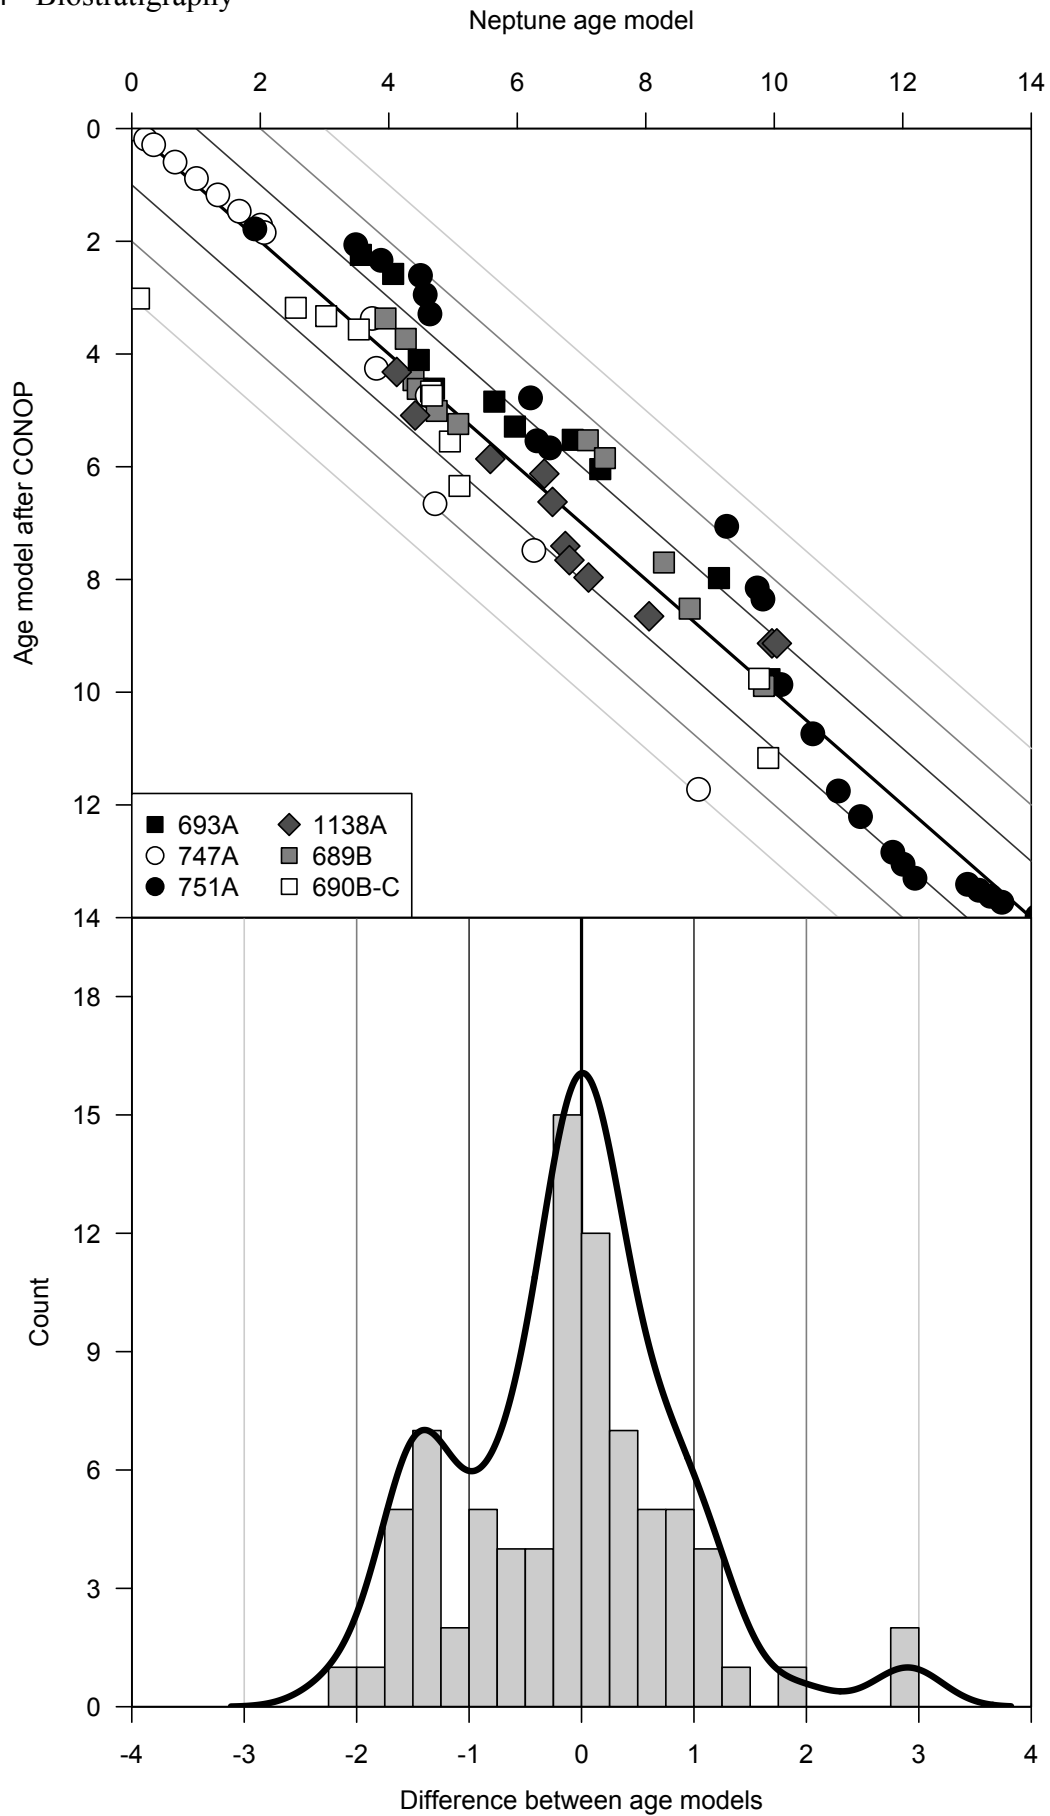 Biostratigraphy
Neptune age model
0 2 4 6 8 10 12 14
Age model after CONOP
0
2
4
6
8
10
12
14
693A 1138A
747A 689B
751A 690B-C
Count
18
15
12
9
6
3
0
-4 -3 -2 -1 0 1 2 3 4
Difference between age models